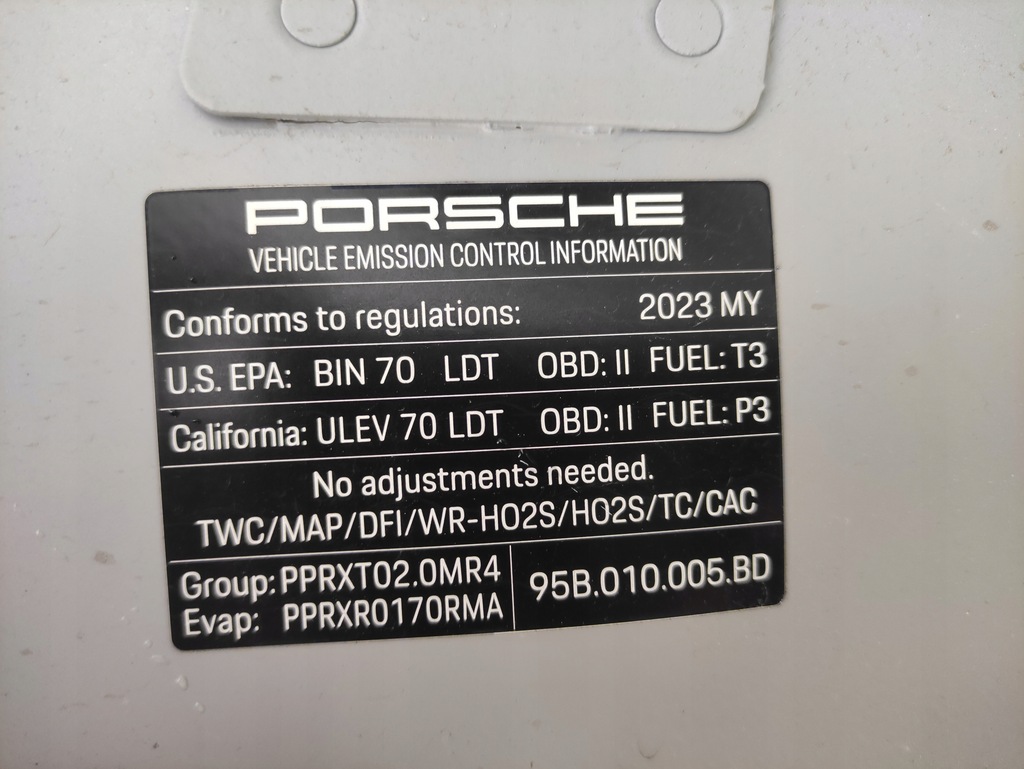 PORSCHE
VEHICLE EMISSION CONTROL INFORMATION
Conforms to regulations: 2023 MY
U.S. EPA: BIN 70 LDT OBD: II FUEL: T3
California: ULEV 70 LDT OBD: II FUEL: P3
No adjustments needed.
TWC/MAP/DFI/WR-HO2S/HO2S/TC/CAC
Group: PPRXT02.0MR4
Evap: PPRXR0170RMA
95B.010.005.BD